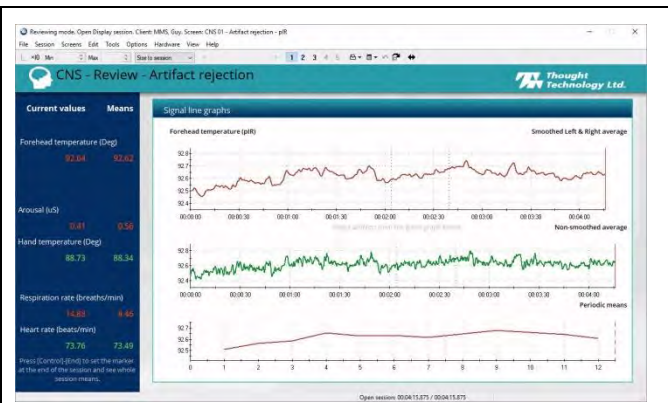 Reviewing mode. Open Display session. Client: MMS, Guy. Screen: CNS 01 - Artifact rejection - pIR
File Session Screens Edit Tools Options Hardware View Help
Min Max Size to session 1 2 3 4 5
CNS - Review - Artifact rejection
Thought
Technology Ltd.
Current values Means
Signal line graphs
Forehead temperature (pIR) Smoothed Left & Right average
Forehead temperature (Deg)
92.64 92.62
92.8
92.7
92.6
92.5
92.4
00:00:00 00:00:30 00:01:00 00:01:30 00:02:00 00:02:30 00:03:00 00:03:30 00:04:00
Arousal (uS)
0.41 0.56
Non-smoothed average
Hand temperature (Deg)
88.73 88.34
92.8
92.6
92.4
00:00:00 00:00:30 00:01:00 00:01:30 00:02:00 00:02:30 00:03:00 00:03:30 00:04:00
Respiration rate (breaths/min)
14.88 8.46
Periodic means
Heart rate (beats/min)
73.76 73.49
92.7
92.6
92.5
0 1 2 3 4 5 6 7 8 9 10 11 12
Press [Control]-[End] to set the marker
at the end of the session and see whole
session means.
Open session: 00:04:15.875 / 00:04:15.875